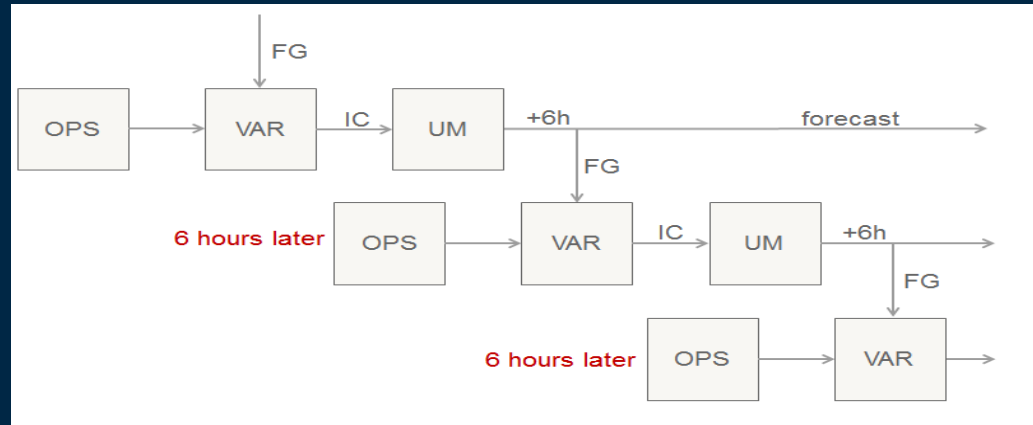 FG
OPS VAR IC UM +6h forecast
FG
6 hours later OPS VAR IC UM +6h
FG
6 hours later OPS VAR